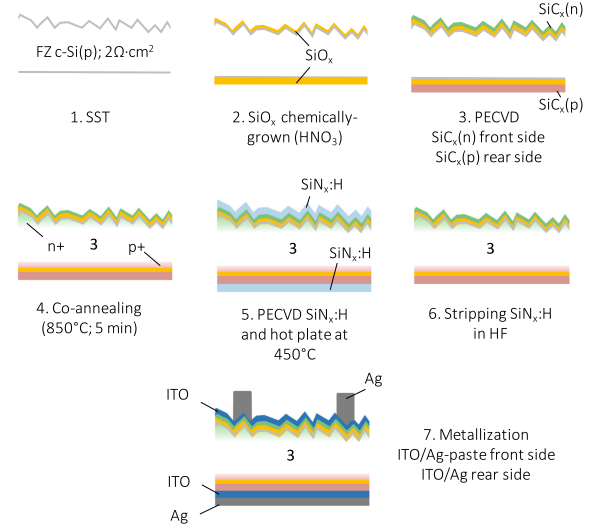 FZ c-Si(p); 2Ω·cm²
1. SST
SiOₓ
2. SiOₓ chemically-
grown (HNO₃)
SiCₓ(n)
SiCₓ(p)
3. PECVD
SiCₓ(n) front side
SiCₓ(p) rear side
n+
3
p+
4. Co-annealing
(850°C; 5 min)
SiNₓ:H
3
SiNₓ:H
5. PECVD SiNₓ:H
and hot plate at
450°C
3
6. Stripping SiNₓ:H
in HF
ITO
Ag
3
ITO
Ag
7. Metallization
ITO/Ag-paste front side
ITO/Ag rear side